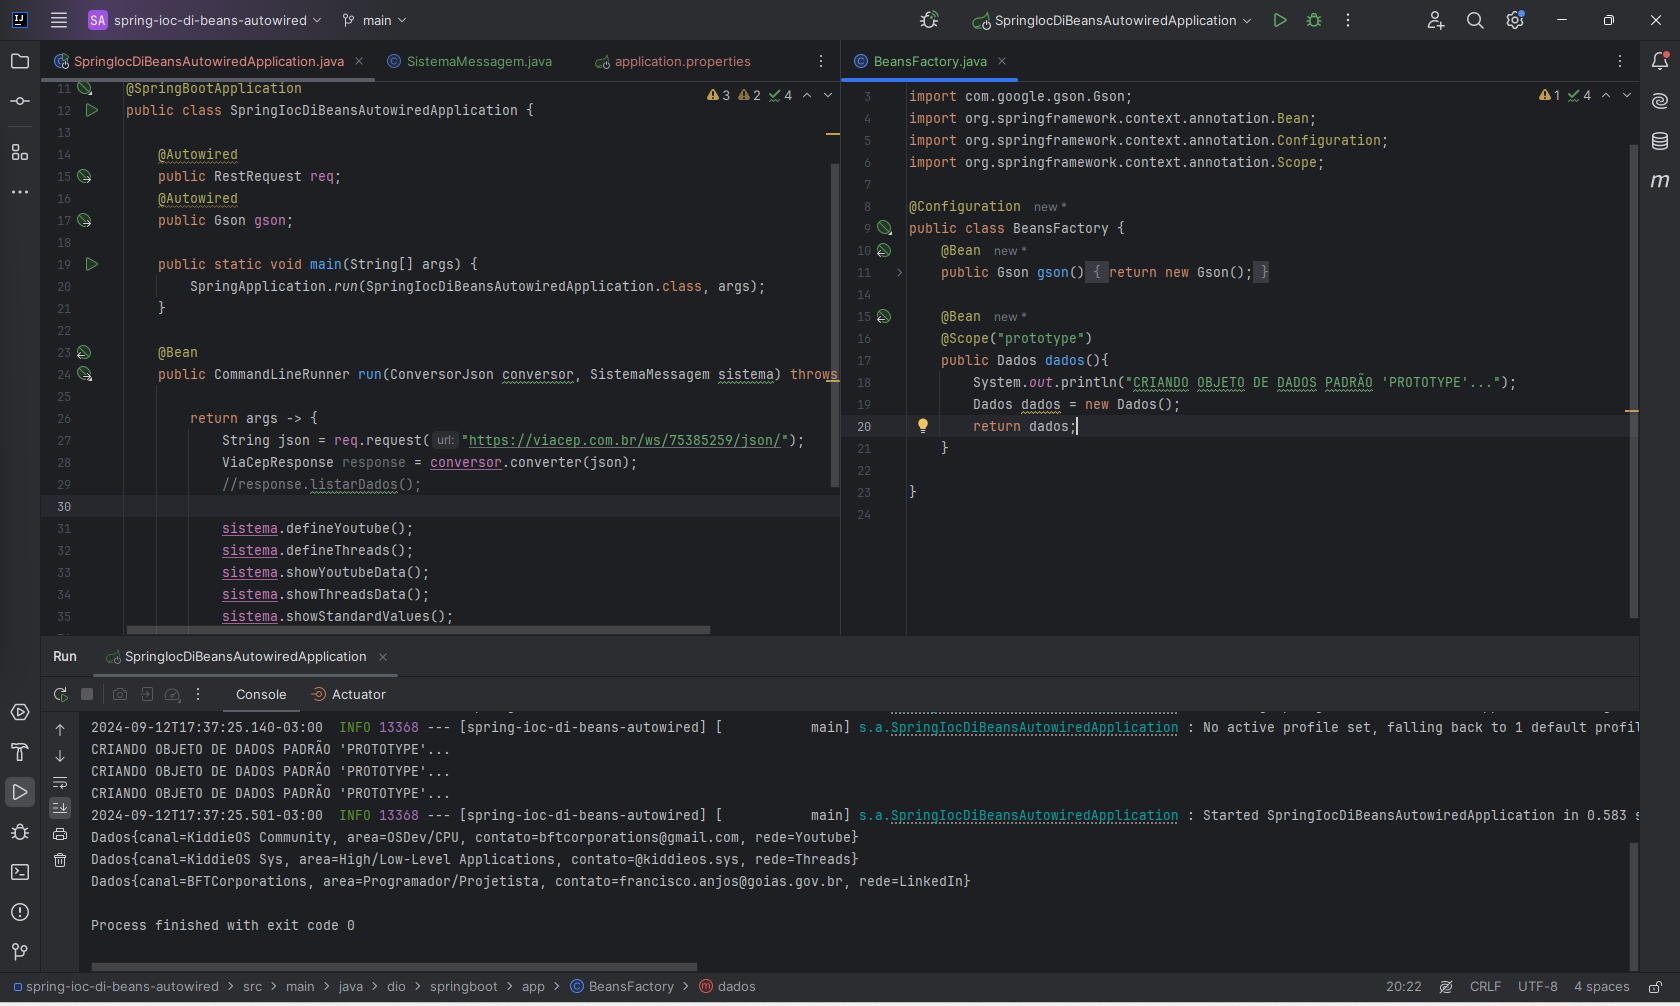 SA spring-ioc-di-beans-autowired main SpringIocDiBeansAutowiredApplication
SpringIocDiBeansAutowiredApplication.java SistemaMessagem.java application.properties
11 @SpringBootApplication 3 2 4
12 public class SpringIocDiBeansAutowiredApplication {
13
14 @Autowired
15 public RestRequest req;
16 @Autowired
17 public Gson gson;
18
19 public static void main(String[] args) {
20 SpringApplication.run(SpringIocDiBeansAutowiredApplication.class, args);
21 }
22
23 @Bean
24 public CommandLineRunner run(ConversorJson conversor, SistemaMessagem sistema) throws
25
26 return args -> {
27 String json = req.request( url: "https://viacep.com.br/ws/75385259/json/");
28 ViaCepResponse response = conversor.converter(json);
29 //response.listarDados();
30
31 sistema.defineYoutube();
32 sistema.defineThreads();
33 sistema.showYoutubeData();
34 sistema.showThreadsData();
35 sistema.showStandardValues();
BeansFactory.java
3 import com.google.gson.Gson; 1 4
4 import org.springframework.context.annotation.Bean;
5 import org.springframework.context.annotation.Configuration;
6 import org.springframework.context.annotation.Scope;
7
8 @Configuration new *
9 public class BeansFactory {
10 @Bean new *
11 public Gson gson() { return new Gson(); }
14
15 @Bean new *
16 @Scope("prototype")
17 public Dados dados(){
18 System.out.println("CRIANDO OBJETO DE DADOS PADRÃO 'PROTOTYPE'...");
19 Dados dados = new Dados();
20 return dados;
21 }
22
23 }
24
Run SpringIocDiBeansAutowiredApplication
Console Actuator
2024-09-12T17:37:25.140-03:00 INFO 13368 --- [spring-ioc-di-beans-autowired] [ main] s.a.SpringIocDiBeansAutowiredApplication : No active profile set, falling back to 1 default profil
CRIANDO OBJETO DE DADOS PADRÃO 'PROTOTYPE'...
CRIANDO OBJETO DE DADOS PADRÃO 'PROTOTYPE'...
CRIANDO OBJETO DE DADOS PADRÃO 'PROTOTYPE'...
2024-09-12T17:37:25.501-03:00 INFO 13368 --- [spring-ioc-di-beans-autowired] [ main] s.a.SpringIocDiBeansAutowiredApplication : Started SpringIocDiBeansAutowiredApplication in 0.583 s
Dados{canal=KiddieOS Community, area=OSDev/CPU, contato=bftcorporations@gmail.com, rede=Youtube}
Dados{canal=KiddieOS Sys, area=High/Low-Level Applications, contato=@kiddieos.sys, rede=Threads}
Dados{canal=BFTCorporations, area=Programador/Projetista, contato=francisco.anjos@goias.gov.br, rede=LinkedIn}
Process finished with exit code 0
spring-ioc-di-beans-autowired > src > main > java > dio > springboot > app > BeansFactory > dados 20:22 CRLF UTF-8 4 spaces